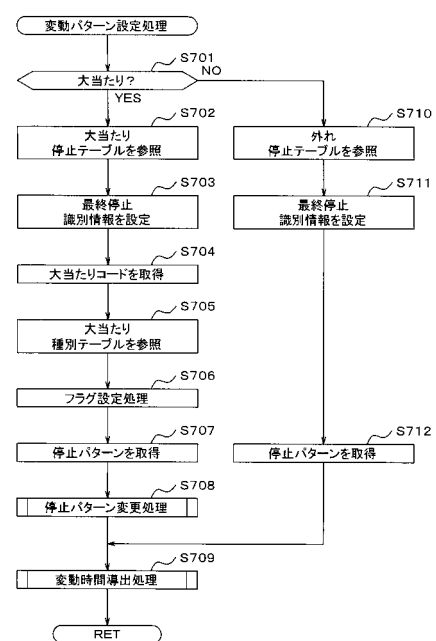 変動パターン設定処理
S701
大当たり?
NO
YES
S702
大当たり
停止テーブルを参照
S710
外れ
停止テーブルを参照
S703
最終停止
識別情報を設定
S711
最終停止
識別情報を設定
S704
大当たりコードを取得
S705
大当たり
種別テーブルを参照
S706
フラグ設定処理
S707
停止パターンを取得
S712
停止パターンを取得
S708
停止パターン変更処理
S709
変動時間導出処理
RET